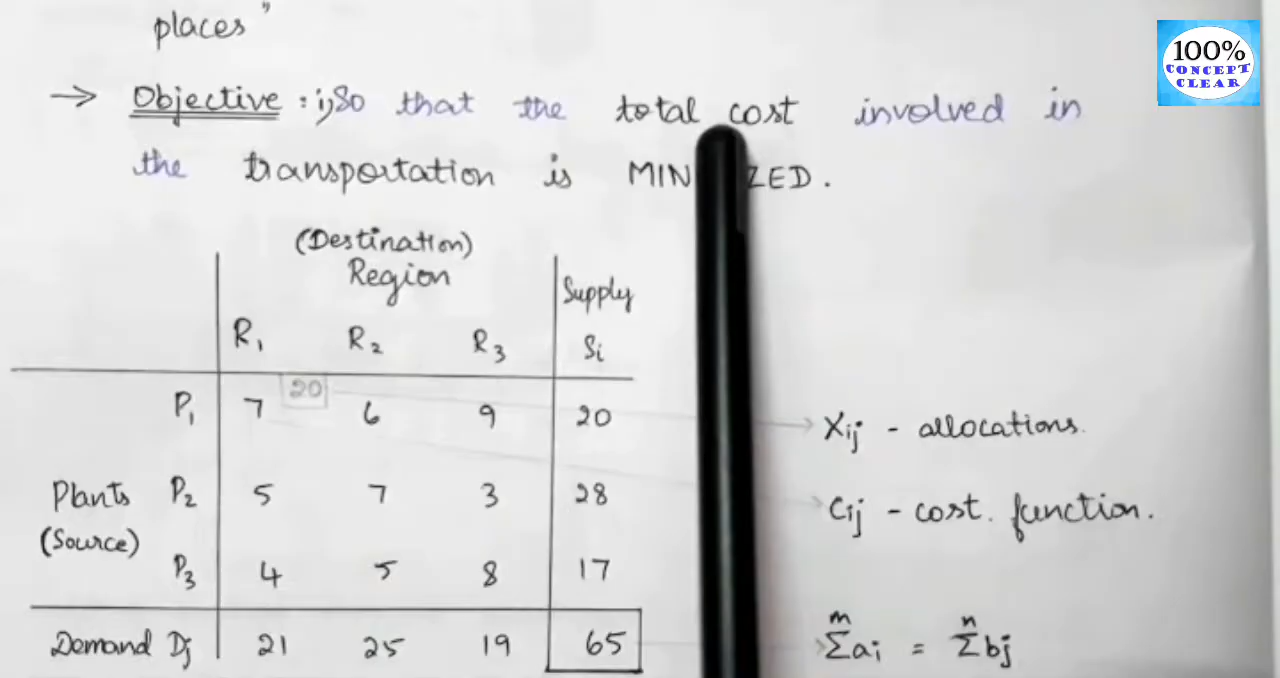 places"
→ Objective : i, So that the total cost involved in
the transportation is MIN ZED.
100%
CONCEPT
CLEAR
(Destination)
Region
Supply
R1 R2 R3 Si
20
P1 7 6 9 20
Xij - allocations.
Plants P2 5 7 3 28
(Source)
Cij - cost. function.
P3 4 5 8 17
Demand Dj 21 25 19 65
m n
Σai = Σbj